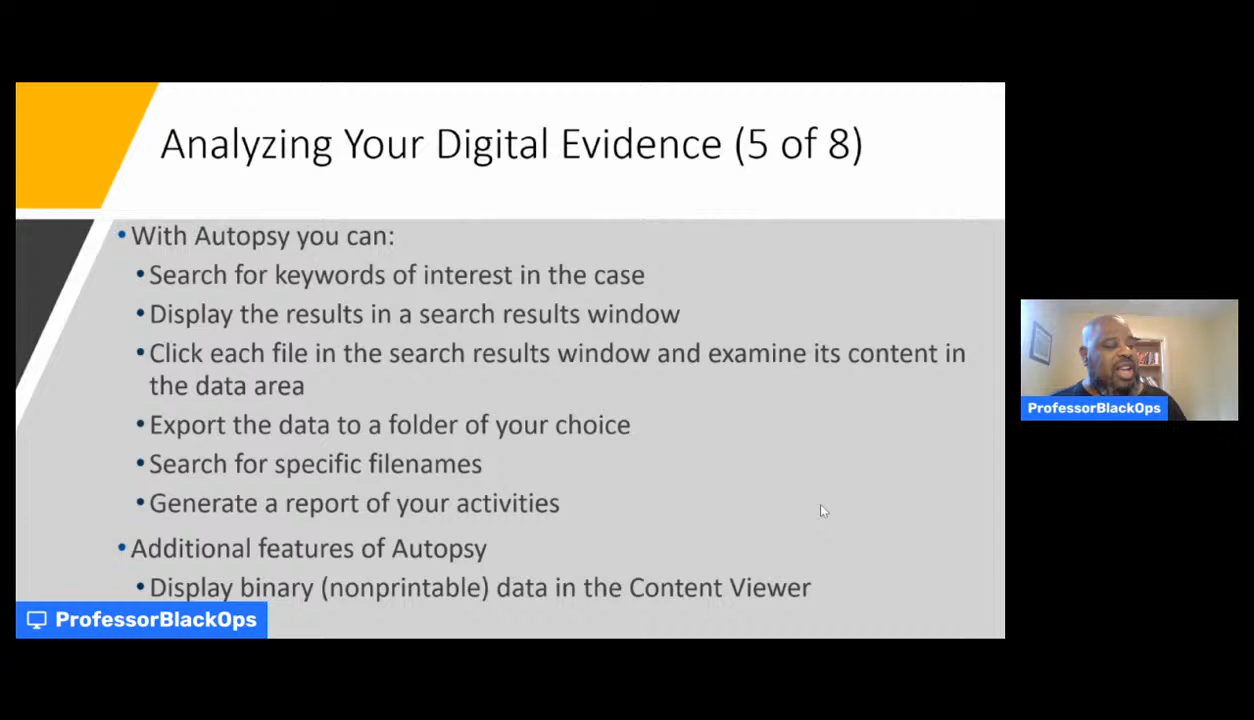 Analyzing Your Digital Evidence (5 of 8)
•With Autopsy you can:
•Search for keywords of interest in the case
•Display the results in a search results window
•Click each file in the search results window and examine its content in
the data area
•Export the data to a folder of your choice
•Search for specific filenames
•Generate a report of your activities
•Additional features of Autopsy
•Display binary (nonprintable) data in the Content Viewer
ProfessorBlackOps
ProfessorBlackOps